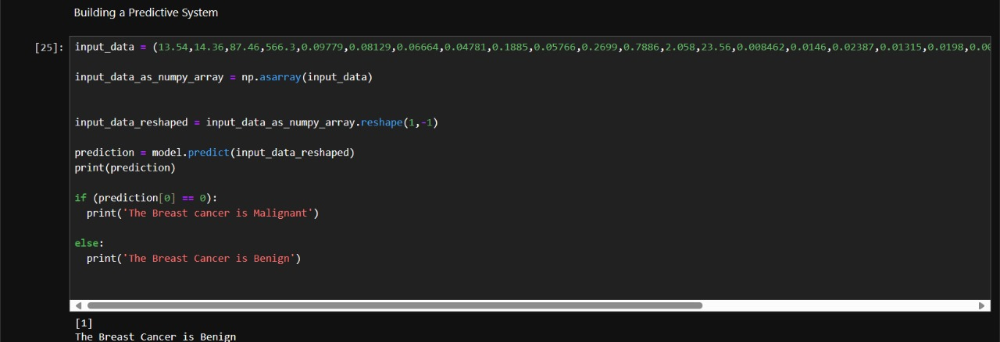 Building a Predictive System
[25]: input_data = (13.54,14.36,87.46,566.3,0.09779,0.08129,0.06664,0.04781,0.1885,0.05766,0.2699,0.7886,2.058,23.56,0.008462,0.0146,0.02387,0.01315,0.0198,0.00
input_data_as_numpy_array = np.asarray(input_data)
input_data_reshaped = input_data_as_numpy_array.reshape(1,-1)
prediction = model.predict(input_data_reshaped)
print(prediction)
if (prediction[0] == 0):
  print('The Breast cancer is Malignant')
else:
  print('The Breast Cancer is Benign')
[1]
The Breast Cancer is Benign